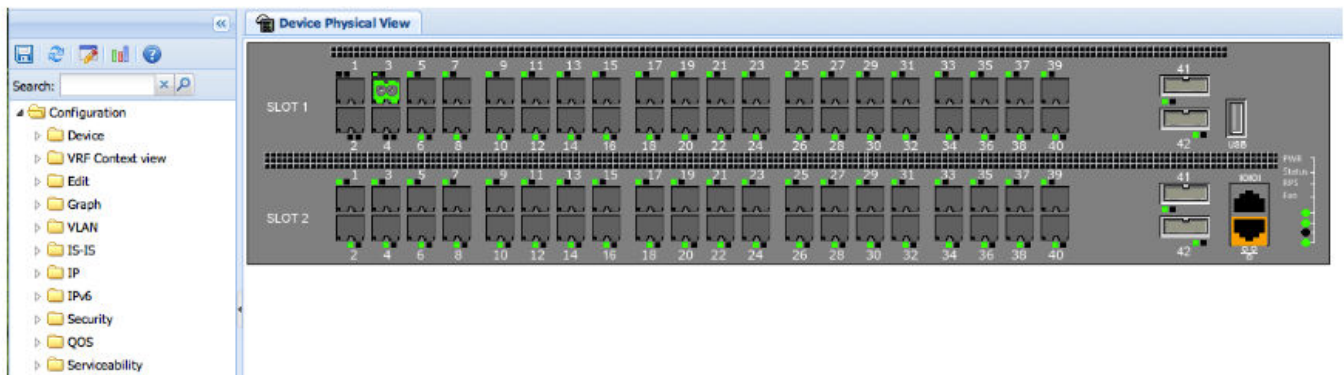 Device Physical View
Search:
Configuration
Device
VRF Context view
Edit
Graph
VLAN
IS-IS
IP
IPv6
Security
QOS
Serviceability
1 3 5 7 9 11 13 15 17 19 21 23 25 27 29 31 33 35 37 39 41
SLOT 1
2 4 6 8 10 12 14 16 18 20 22 24 26 28 30 32 34 36 38 40 42 USB
PWR
Status
RPS
Fan
1 3 5 7 9 11 13 15 17 19 21 23 25 27 29 31 33 35 37 39 41 IOIOI
SLOT 2
2 4 6 8 10 12 14 16 18 20 22 24 26 28 30 32 34 36 38 40 42